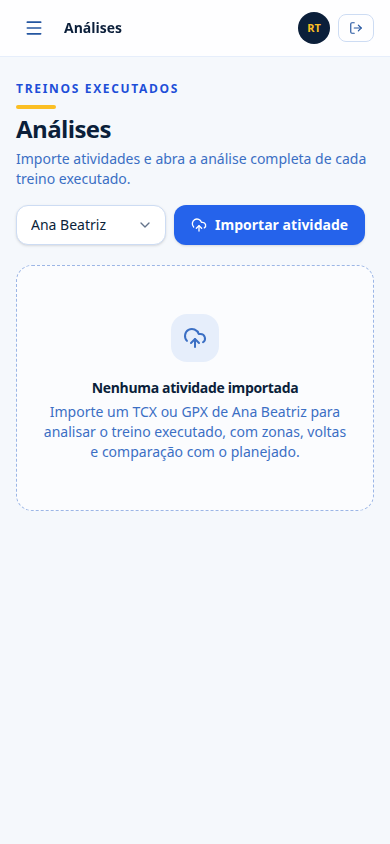 Análises
RT
TREINOS EXECUTADOS
Análises
Importe atividades e abra a análise completa de cada
treino executado.
Ana Beatriz
Importar atividade
Nenhuma atividade importada
Importe um TCX ou GPX de Ana Beatriz para
analisar o treino executado, com zonas, voltas
e comparação com o planejado.